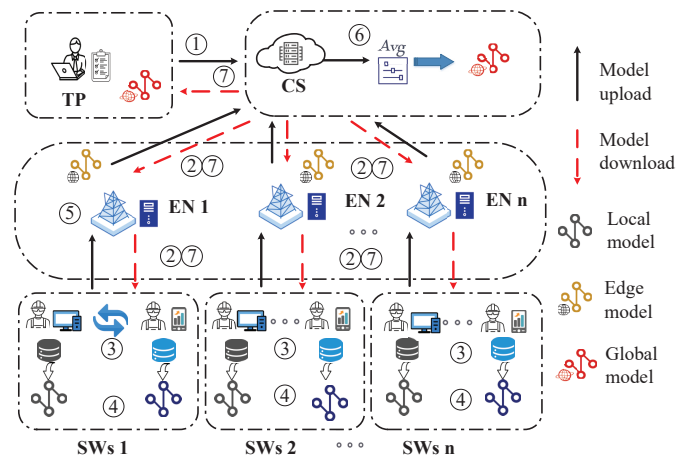 ① ⑥ Avg
⑦
TP CS
Model
upload
Model
download
②⑦ ②⑦
⑤ EN 1 EN 2 EN n
②⑦ ②⑦
Local
model
Edge
model
Global
model
③ ③ ③
④ ④ ④
SWs 1 SWs 2 SWs n